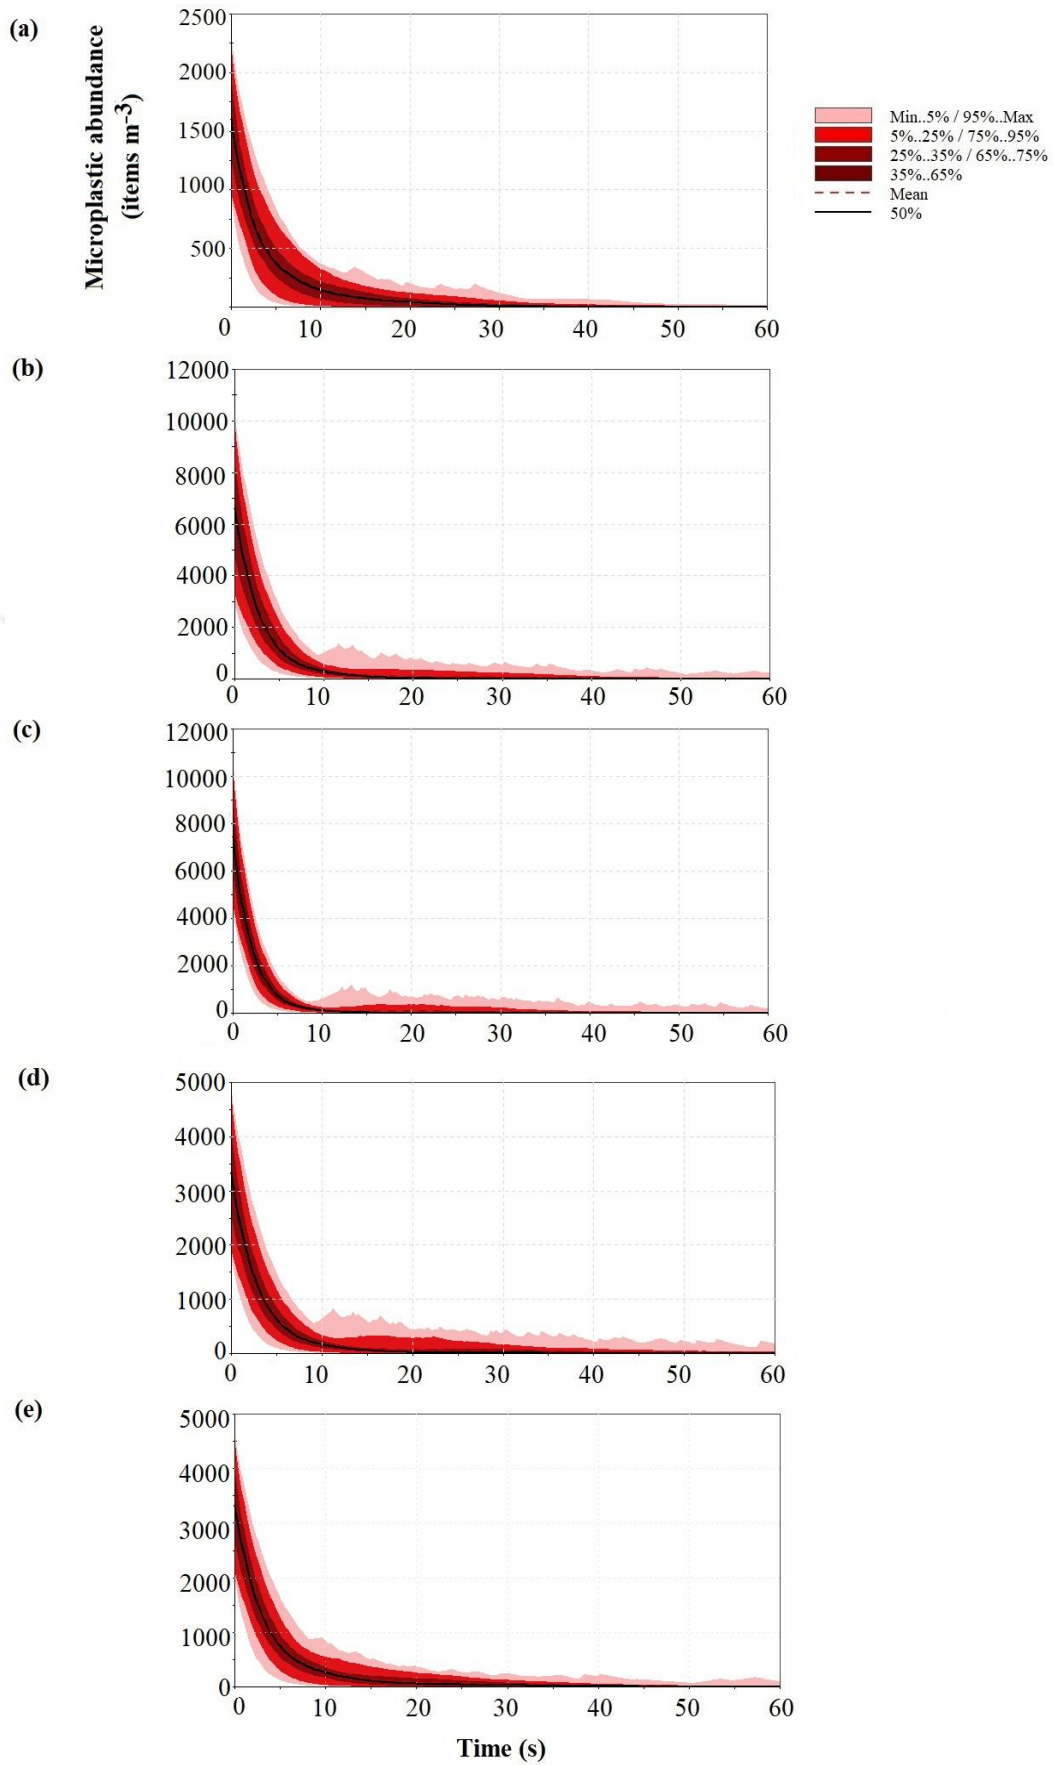 (a)
Microplastic abundance
(items m-3)
2500
2000
1500
1000
500
0 10 20 30 40 50 60
Min..5% / 95%..Max
5%..25% / 75%..95%
25%..35% / 65%..75%
35%..65%
Mean
50%
(b)
12000
10000
8000
6000
4000
2000
0
0 10 20 30 40 50 60
(c)
12000
10000
8000
6000
4000
2000
0
0 10 20 30 40 50 60
(d)
5000
4000
3000
2000
1000
0
0 10 20 30 40 50 60
(e)
5000
4000
3000
2000
1000
0
0 10 20 30 40 50 60
Time (s)